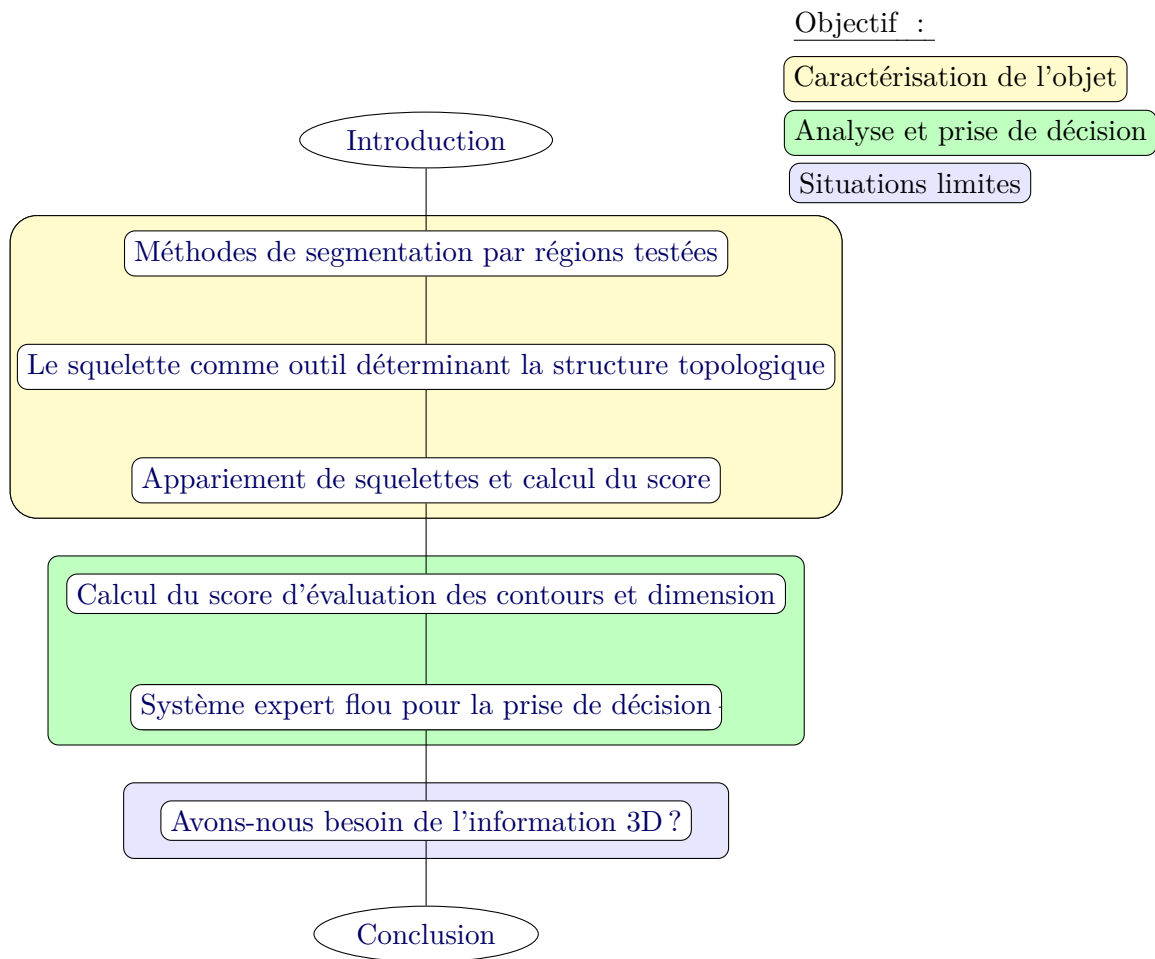 Objectif :
Caractérisation de l'objet
Analyse et prise de décision
Situations limites
Introduction
Méthodes de segmentation par régions testées
Le squelette comme outil déterminant la structure topologique
Appariement de squelettes et calcul du score
Calcul du score d'évaluation des contours et dimension
Système expert flou pour la prise de décision
Avons-nous besoin de l'information 3D ?
Conclusion